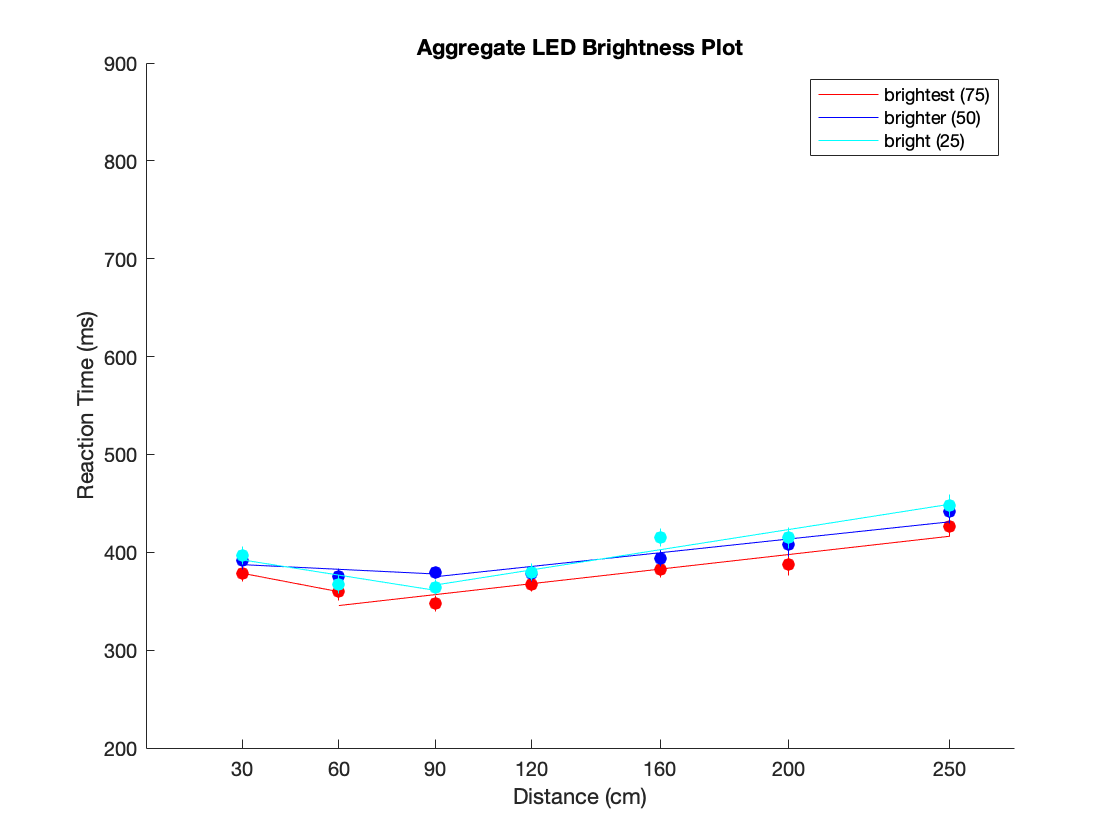 Aggregate LED Brightness Plot
900
800
700
600
500
400
300
200
Reaction Time (ms)
brightest (75)
brighter (50)
bright (25)
30 60 90 120 160 200 250
Distance (cm)